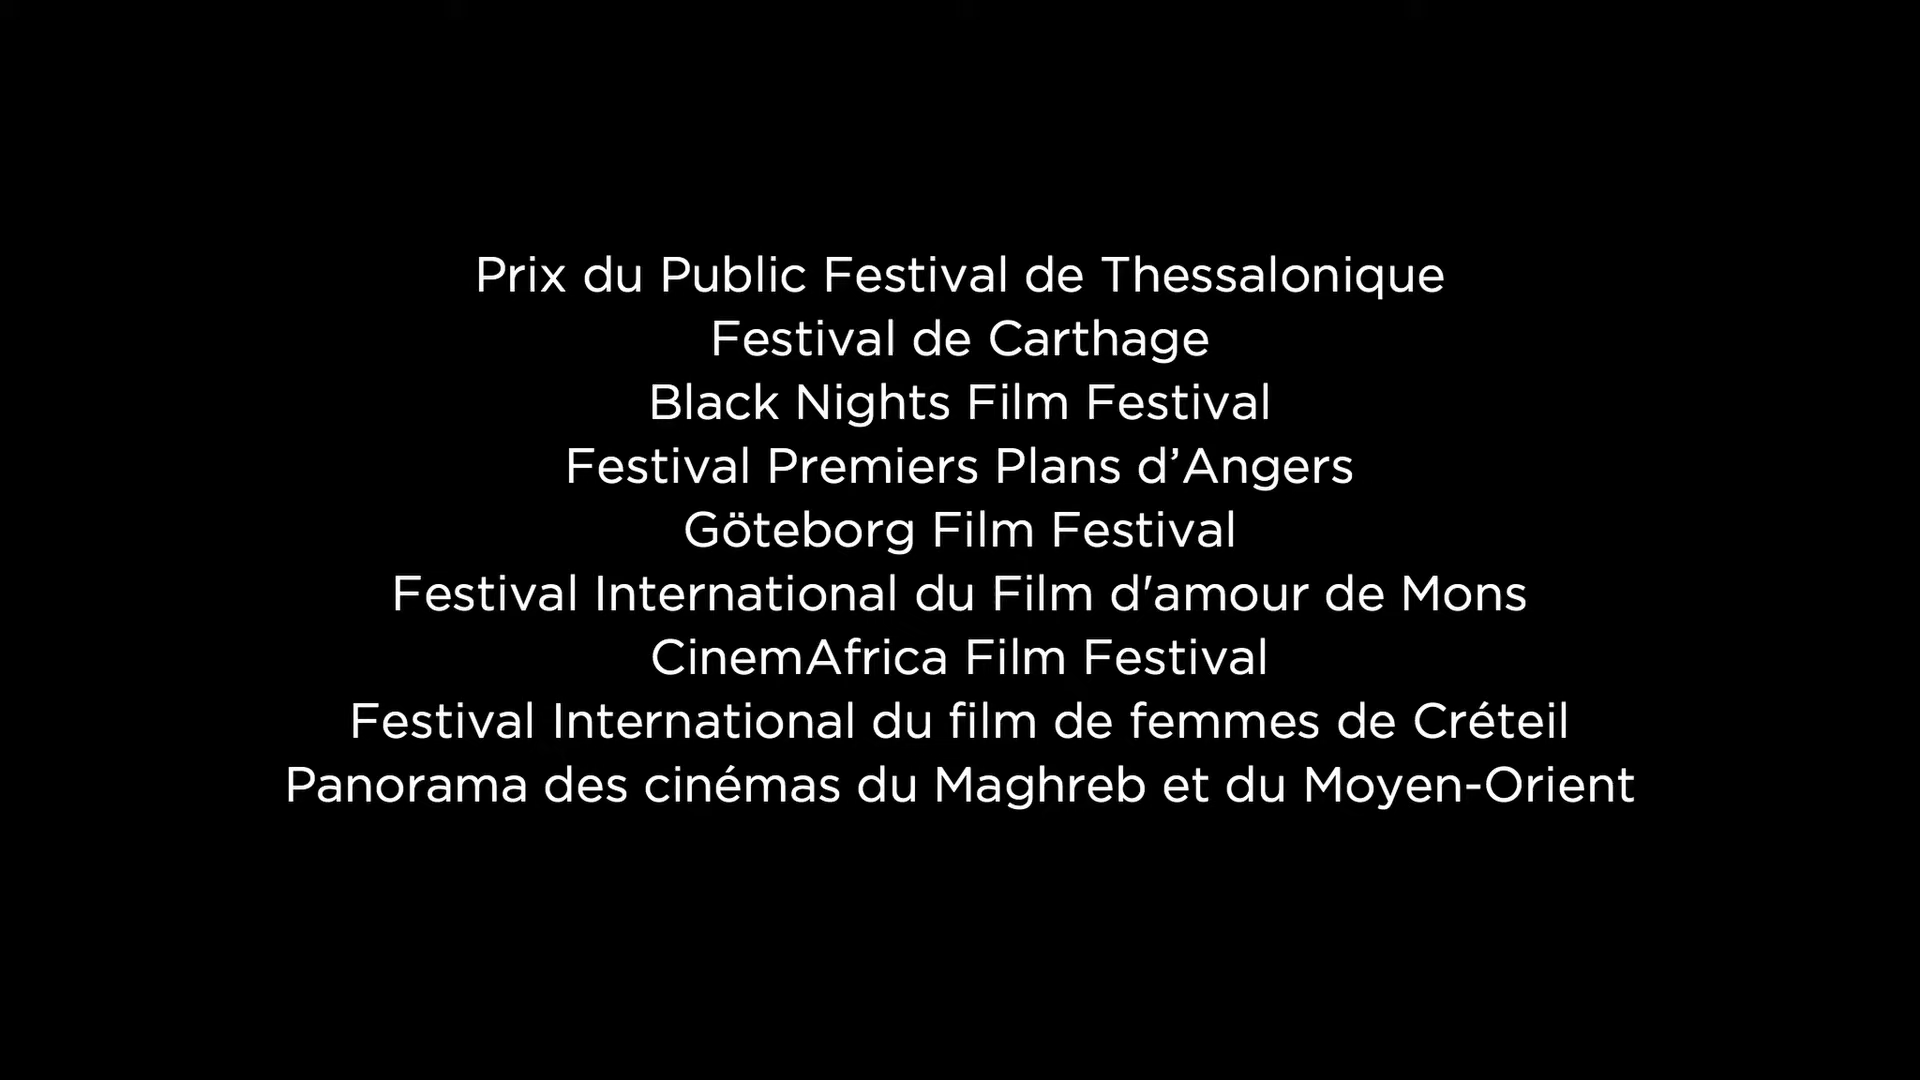 Prix du Public Festival de Thessalonique
Festival de Carthage
Black Nights Film Festival
Festival Premiers Plans d’Angers
Göteborg Film Festival
Festival International du Film d'amour de Mons
CinemAfrica Film Festival
Festival International du film de femmes de Créteil
Panorama des cinémas du Maghreb et du Moyen-Orient